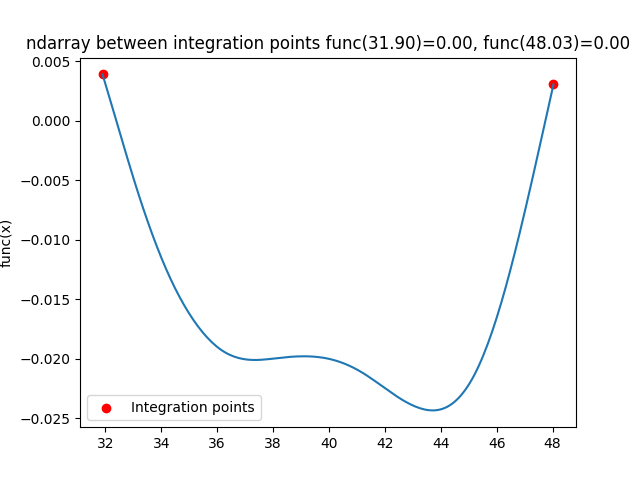 ndarray between integration points func(31.90)=0.00, func(48.03)=0.00
0.005
0.000
−0.005
−0.010
−0.015
−0.020
−0.025
func(x)
Integration points
32 34 36 38 40 42 44 46 48